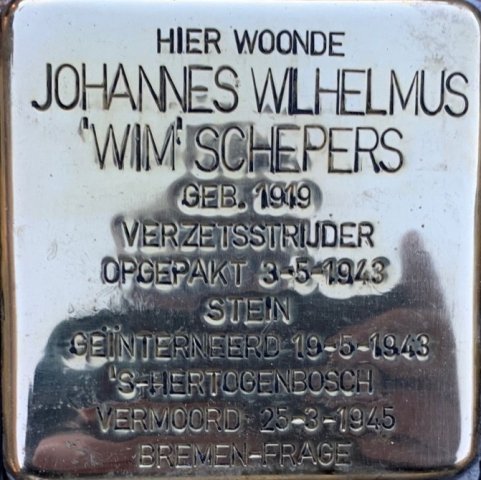 HIER WOONDE
JOHANNES WILHELMUS
'WIM' SCHEPERS
GEB. 1919
VERZETSSTRIJDER
OPGEPAKT 3-5-1943
STEIN
GEÏNTERNEERD 19-5-1943
'S-HERTOGENBOSCH
VERMOORD 25-3-1945
BREMEN-FRAGE